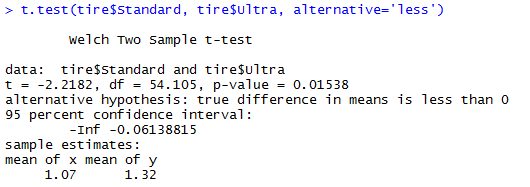 > t.test(tire$Standard, tire$Ultra, alternative='less')
Welch Two Sample t-test
data:  tire$Standard and tire$Ultra
t = -2.2182, df = 54.105, p-value = 0.01538
alternative hypothesis: true difference in means is less than 0
95 percent confidence interval:
-Inf -0.06138815
sample estimates:
mean of x mean of y
1.07 1.32